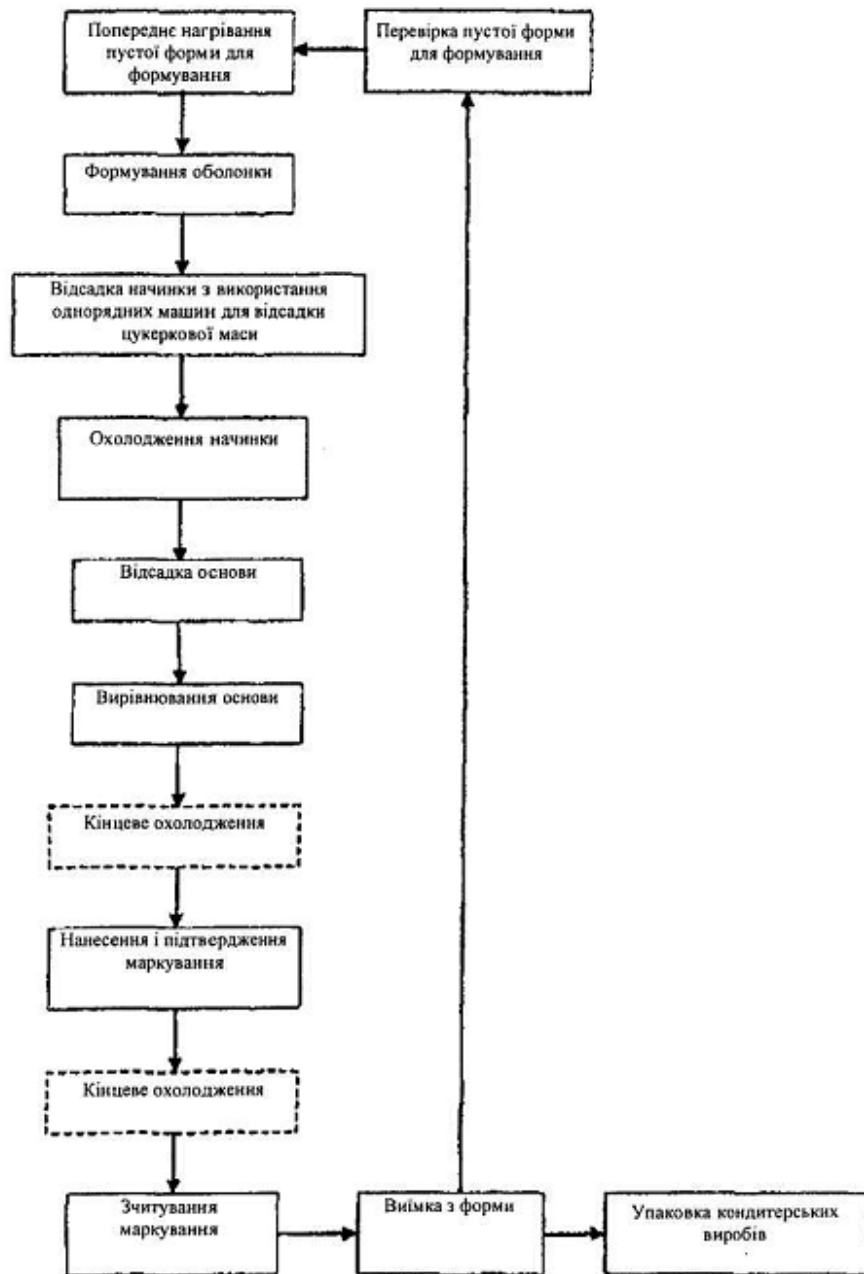 Попереднє нагрівання
пустої форми для
формування
Перевірка пустої форми
для формування
Формування оболонки
Відсадка начинки з використання
однорядних машин для відсадки
цукеркової маси
Охолодження начинки
Відсадка основи
Вирівнювання основи
Кінцеве охолодження
Нанесення і підтвердження
маркування
Кінцеве охолодження
Зчитування
маркування
Виїмка з форми
Упаковка кондитерських
виробів